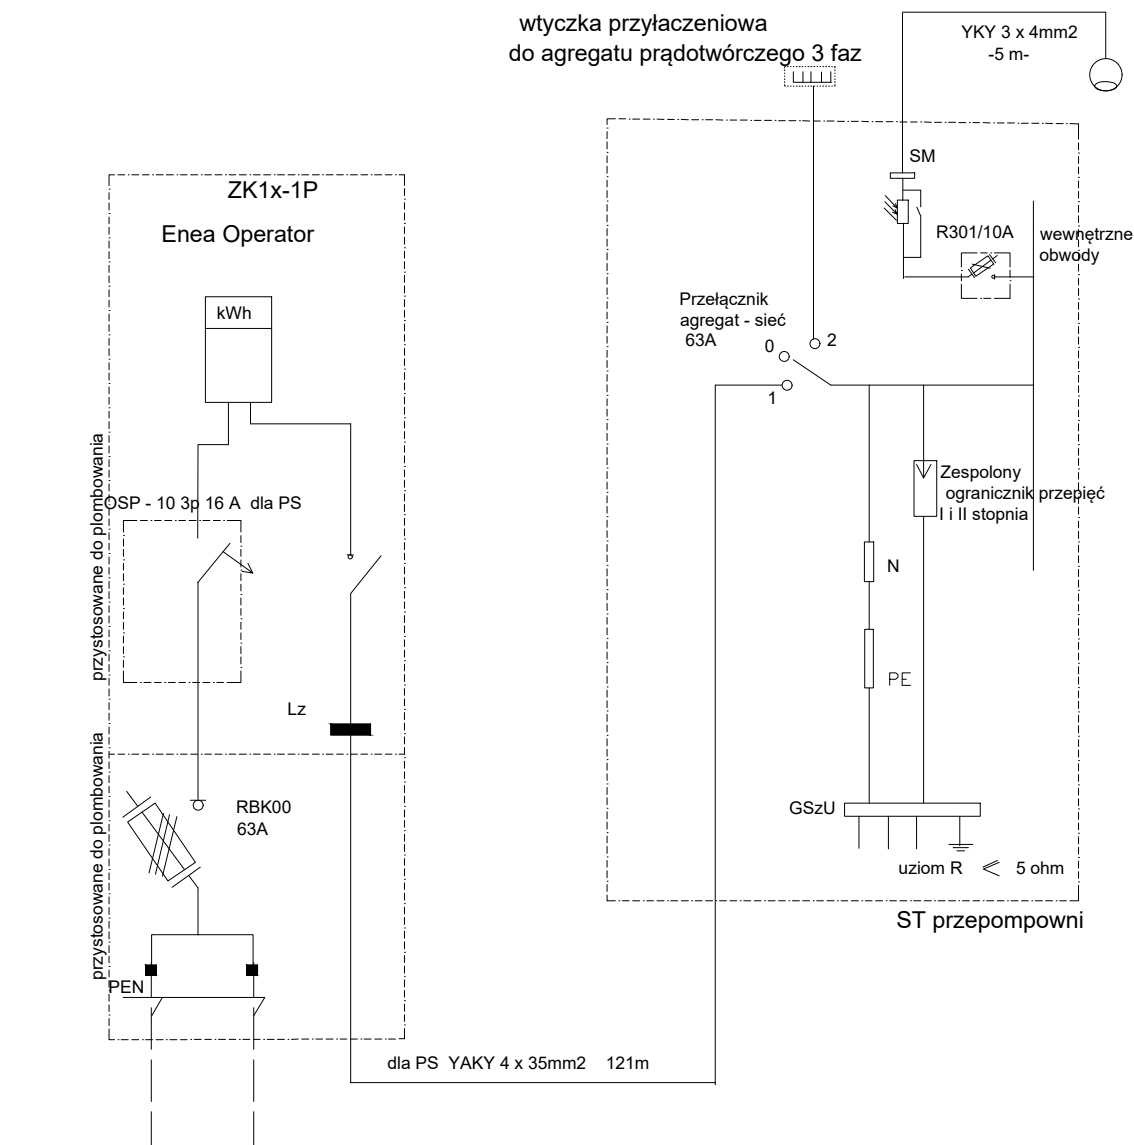 wtyczka przyłaczeniowa
do agregatu prądotwórczego 3 faz
YKY 3 x 4mm2
-5 m-
SM
R301/10A
wewnętrzne
obwody
Przełącznik
agregat - sieć
63A
0
2
1
Zespolony
ogranicznik przepięć
I i II stopnia
N
PE
GSzU
uziom R < 5 ohm
ST przepompowni
ZK1x-1P
Enea Operator
kWh
przystosowane do plombowania
OSP - 10 3p 16 A dla PS
Lz
przystosowane do plombowania
RBK00
63A
PEN
dla PS YAKY 4 x 35mm2 121m